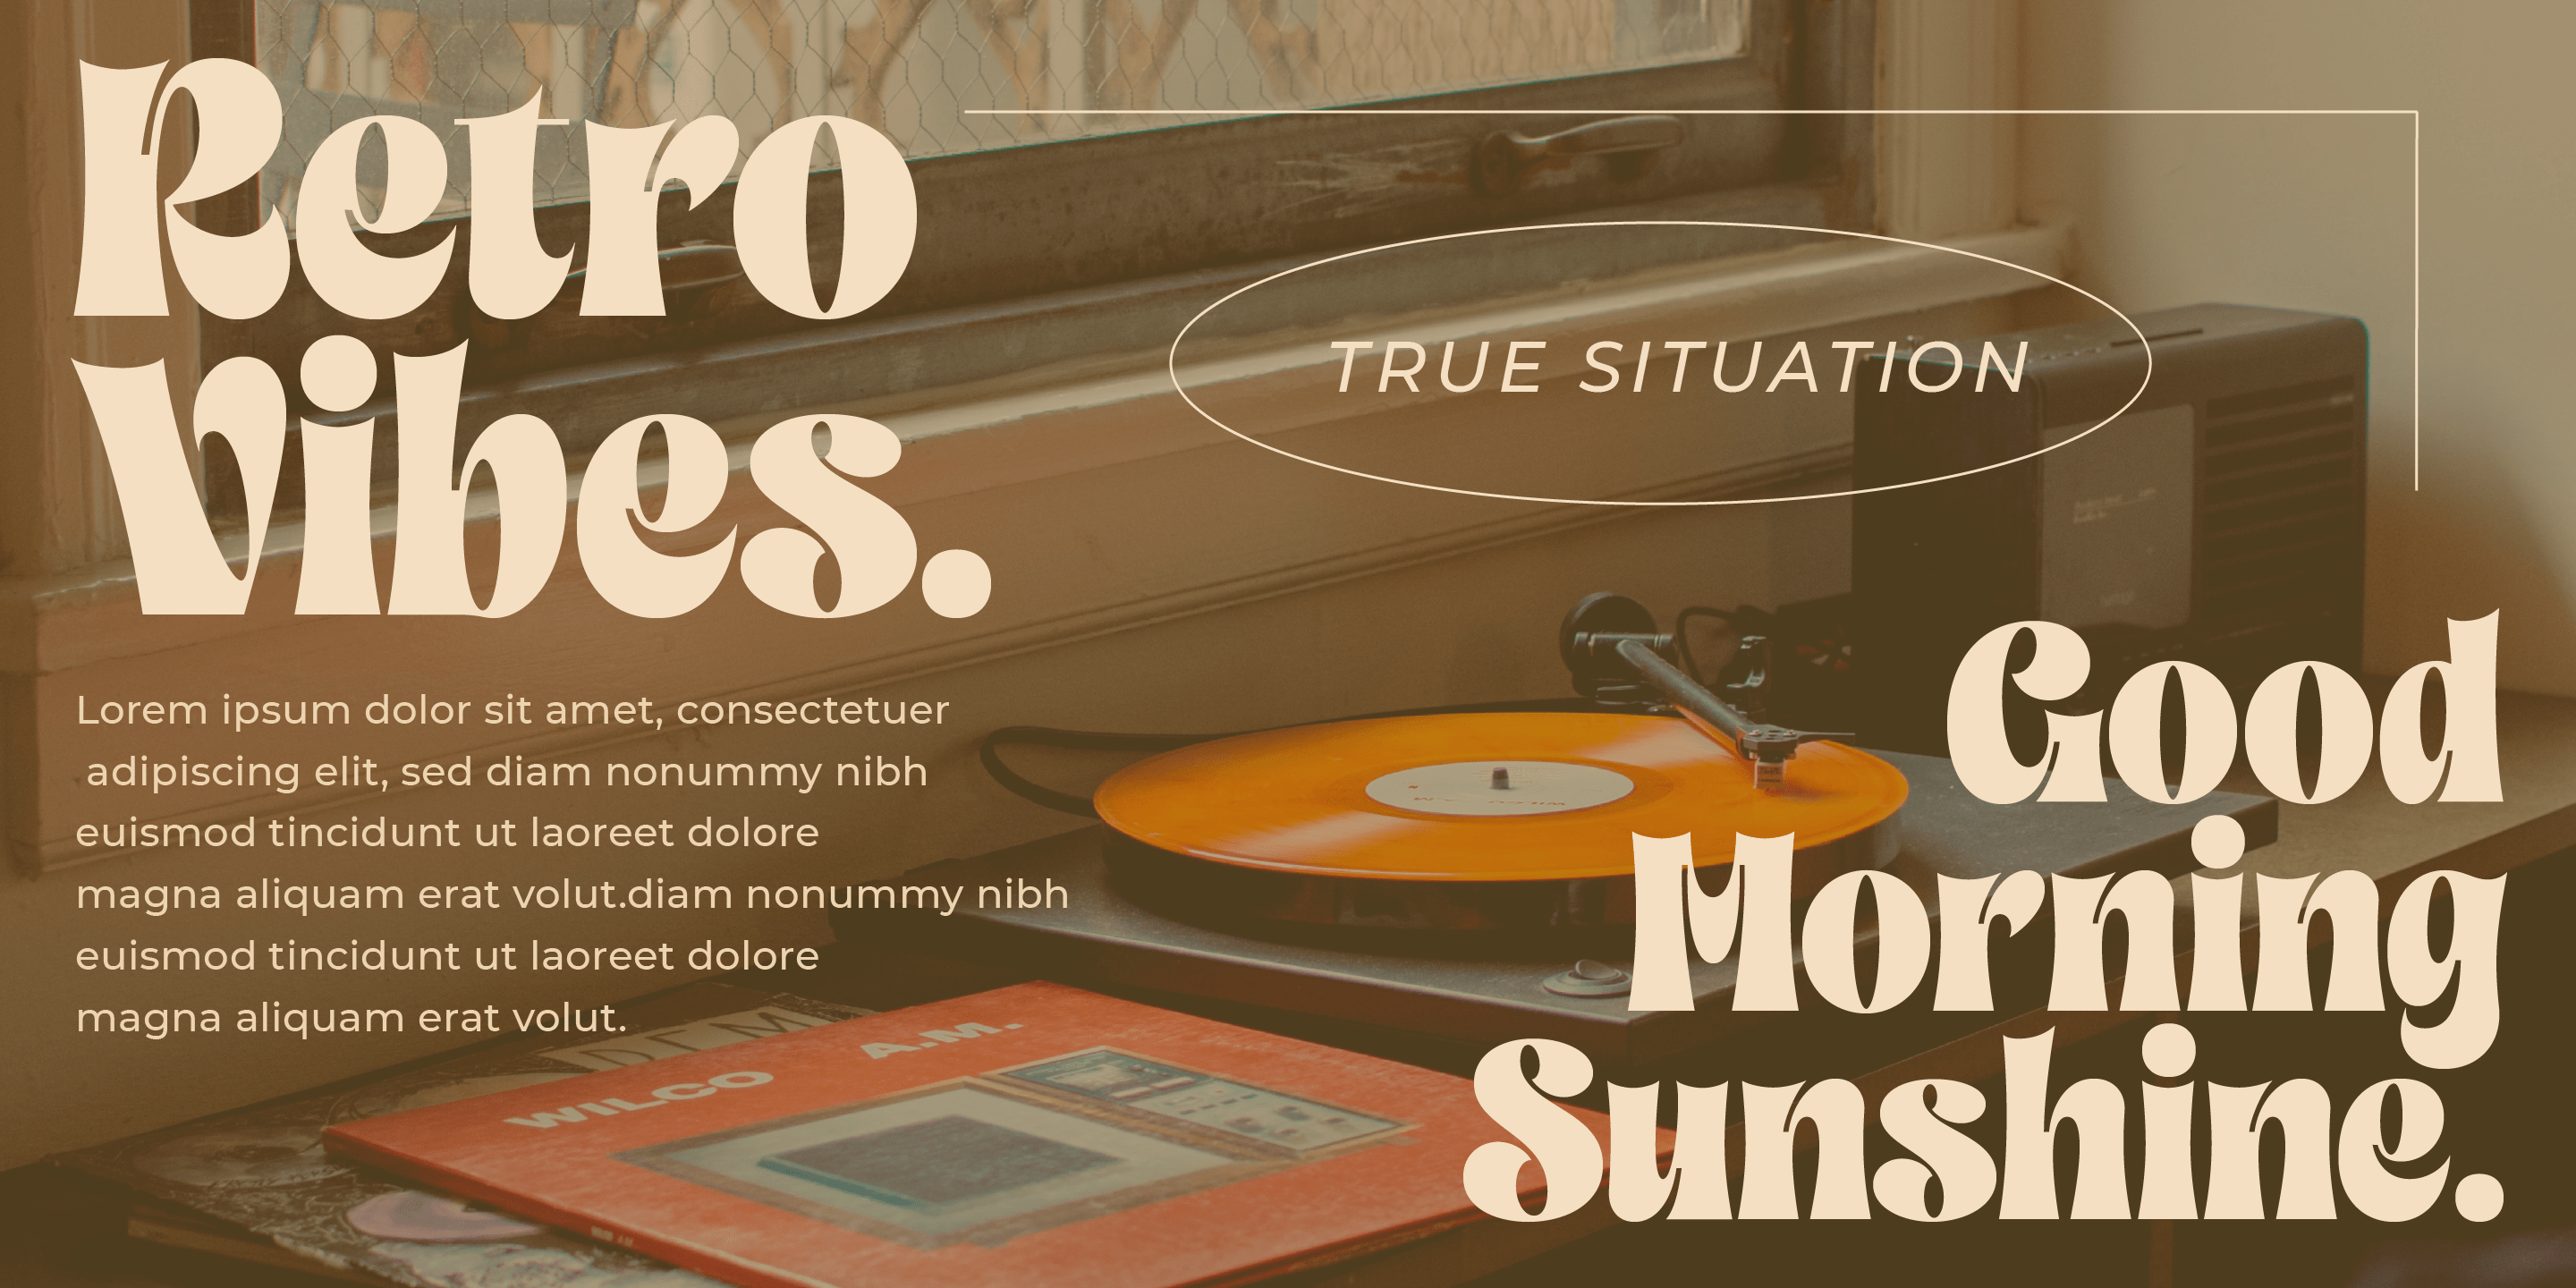 Retro
Vibes.
TRUE SITUATION
Lorem ipsum dolor sit amet, consectetuer
adipiscing elit, sed diam nonummy nibh
euismod tincidunt ut laoreet dolore
magna aliquam erat volut.diam nonummy nibh
euismod tincidunt ut laoreet dolore
magna aliquam erat volut.
Good
Morning
Sunshine.
WILCO A.M.